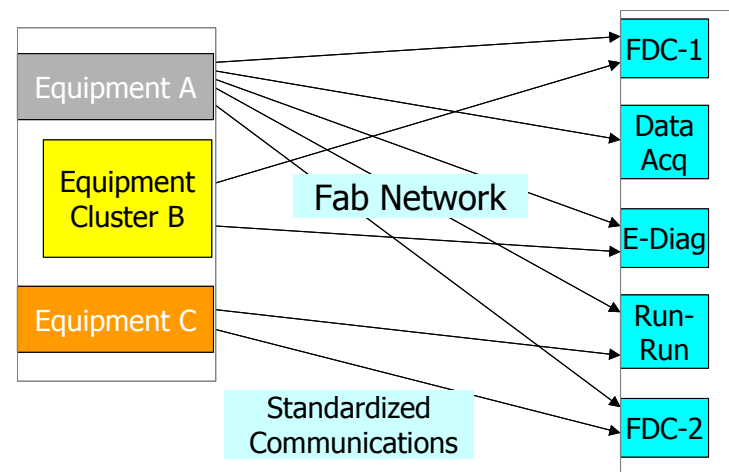 Equipment A
Equipment
Cluster B
Equipment C
Fab Network
Standardized
Communications
FDC-1
Data
Acq
E-Diag
Run-
Run
FDC-2